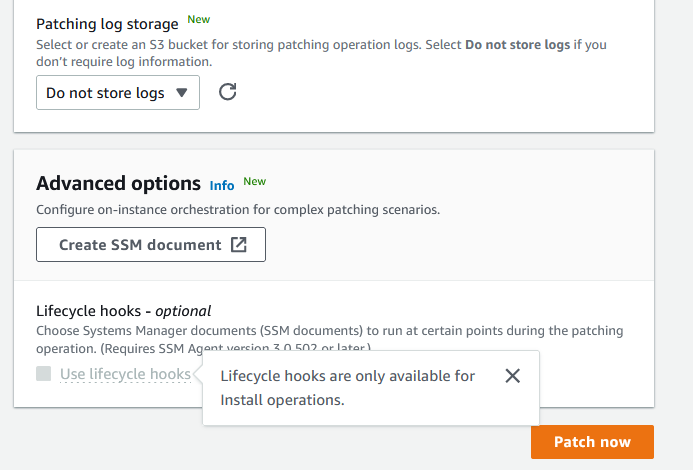 Patching log storage New
Select or create an S3 bucket for storing patching operation logs. Select Do not store logs if you
don't require log information.
Do not store logs
Advanced options Info New
Configure on-instance orchestration for complex patching scenarios.
Create SSM document
Lifecycle hooks - optional
Choose Systems Manager documents (SSM documents) to run at certain points during the patching
operation. (Requires SSM Agent version 3.0.502 or later.)
Use lifecycle hooks
Lifecycle hooks are only available for
Install operations.
Patch now